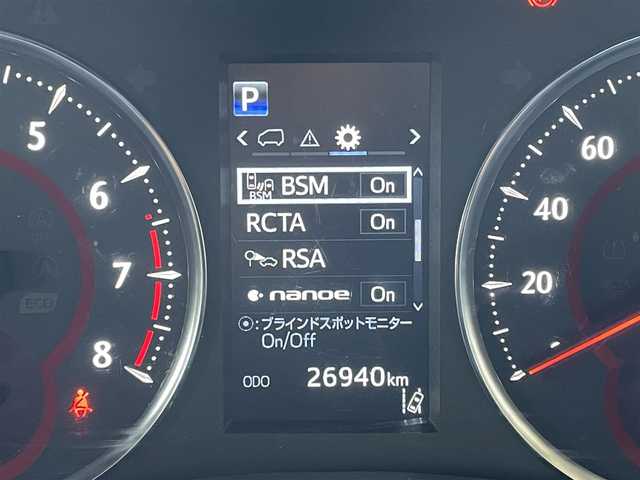 P
BSM
BSM On
RCTA On
RSA
nanoe On
⦿:ブラインドスポットモニター
On/Off
ODO 26940km
5
6
7
8
ECO
60
40
20